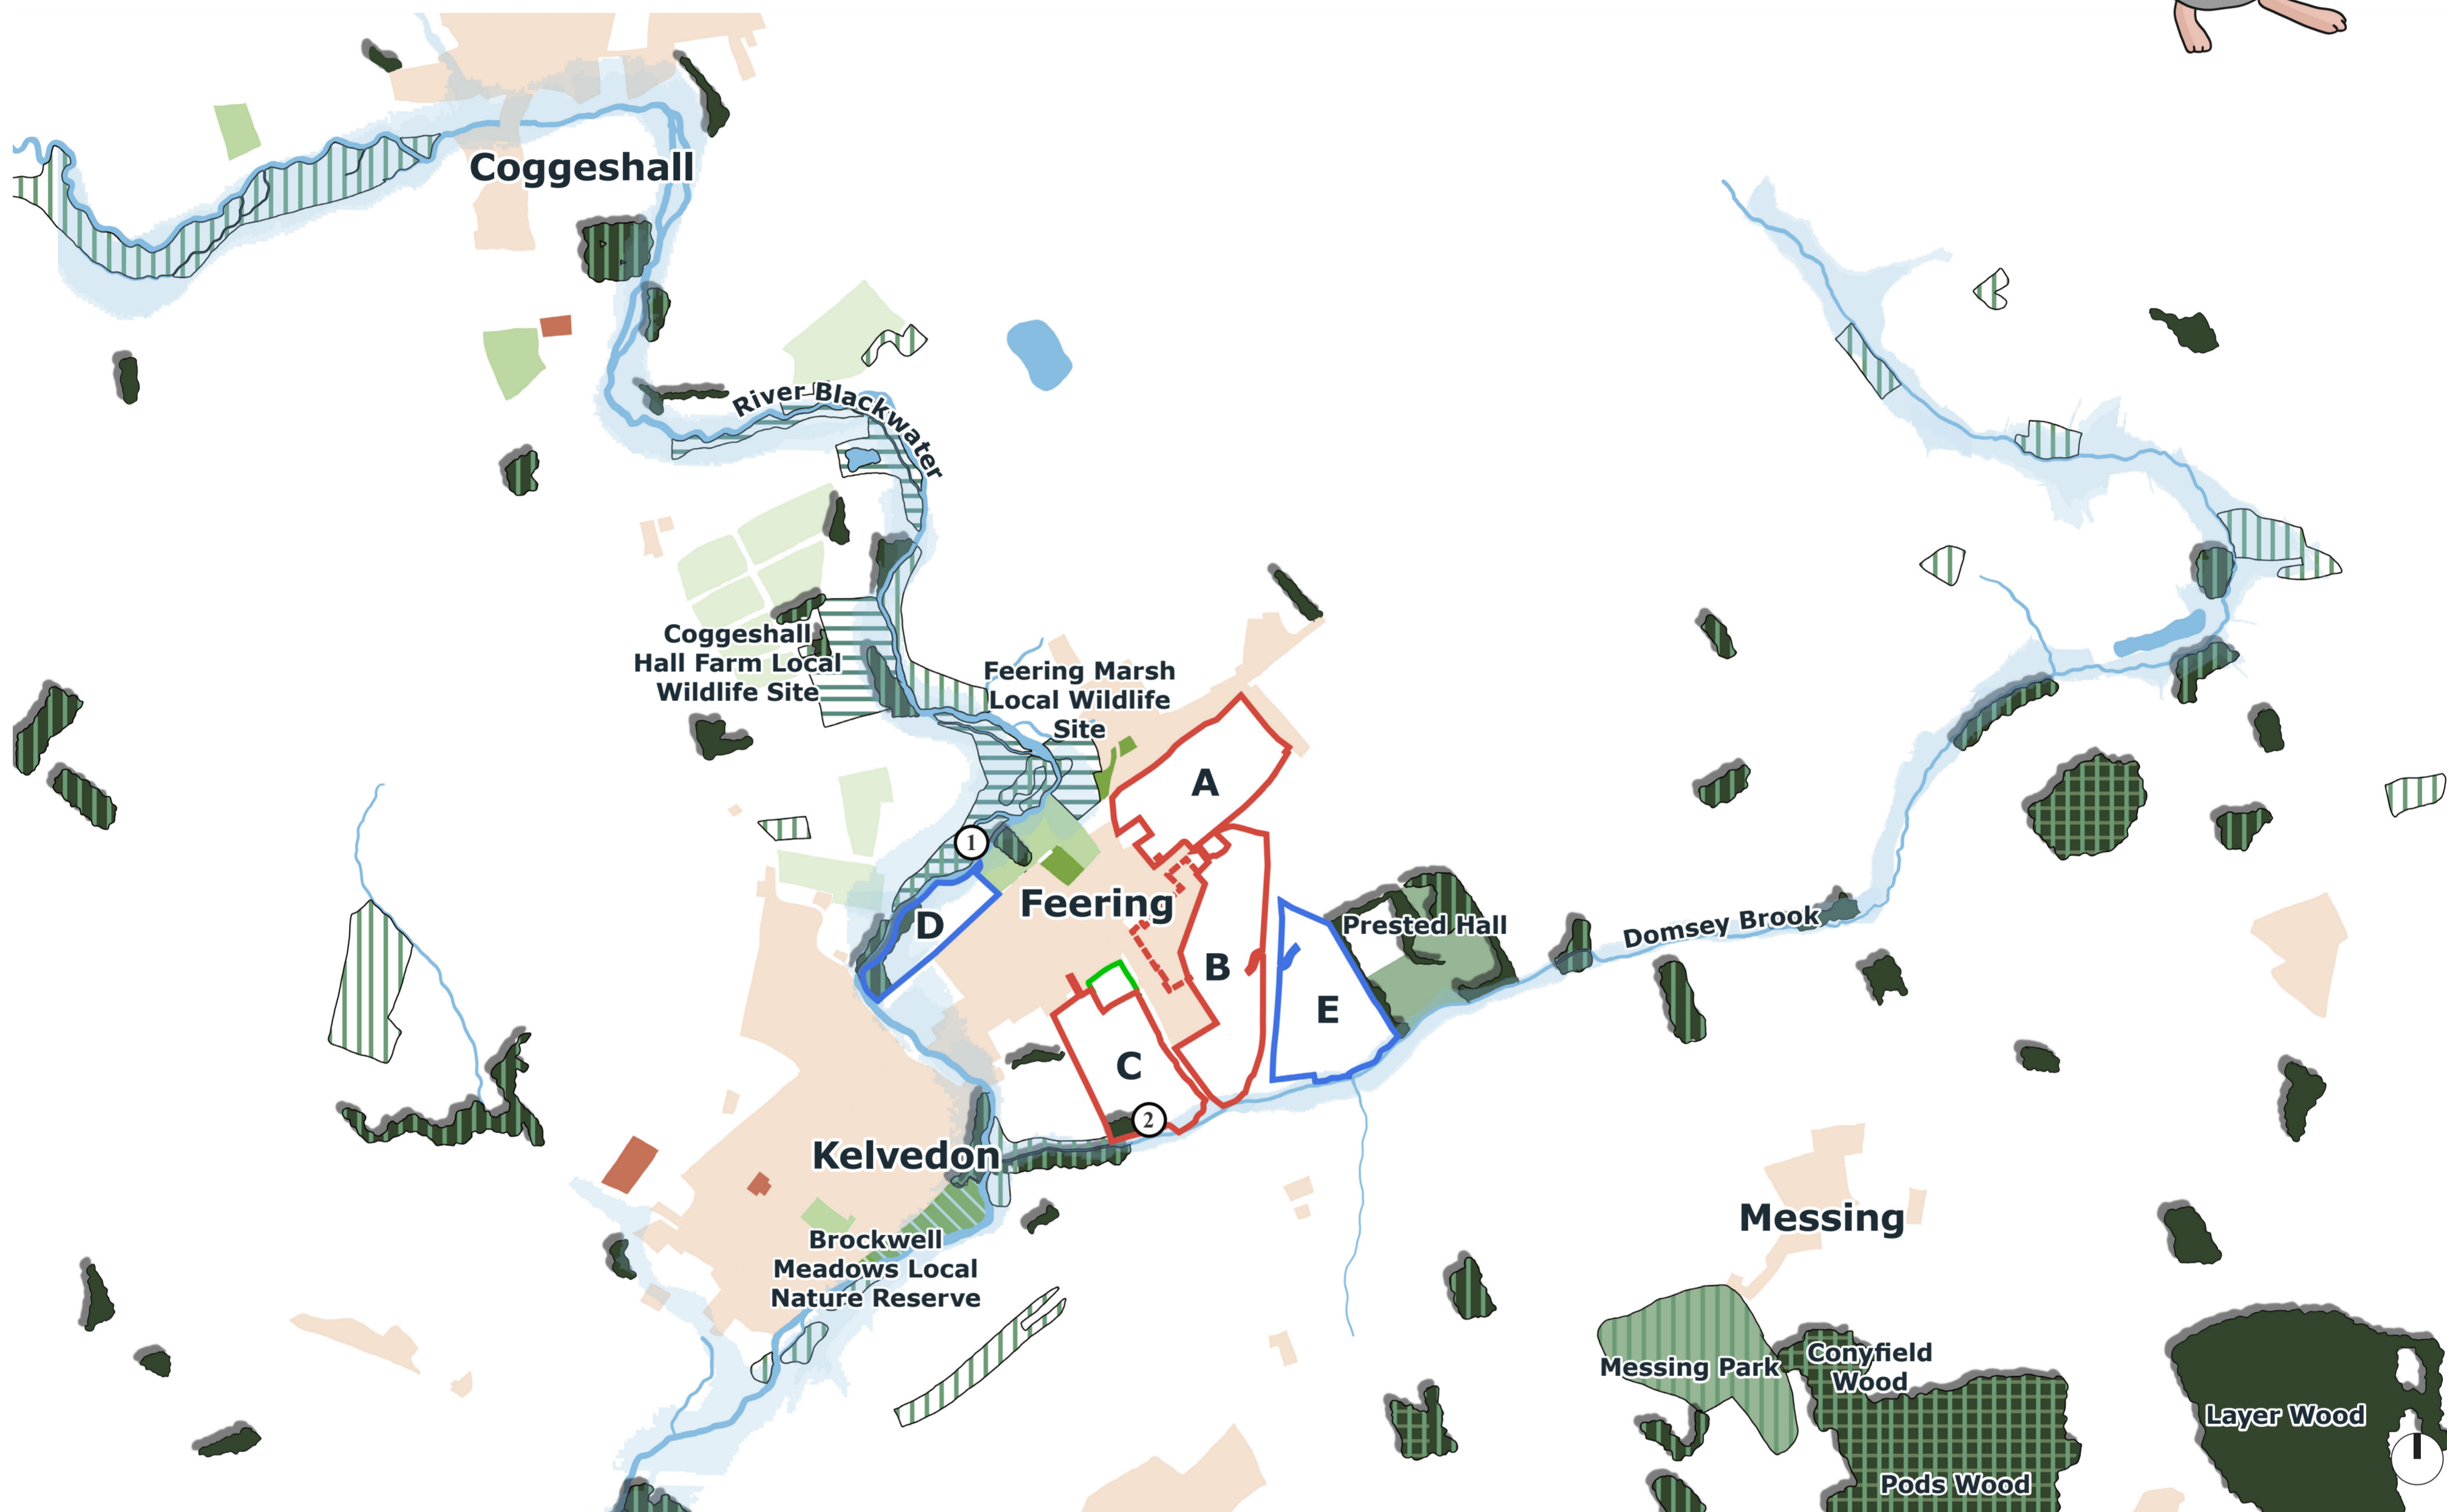 Coggeshall
River Blackwater
Coggeshall
Hall Farm Local
Wildlife Site
Feering Marsh
Local Wildlife
Site
A
1
D
Feering
Prested Hall
Domsey Brook
B
E
C
2
Kelvedon
Brockwell
Meadows Local
Nature Reserve
Messing
Messing Park
Conyfield
Wood
Layer Wood
Pods Wood